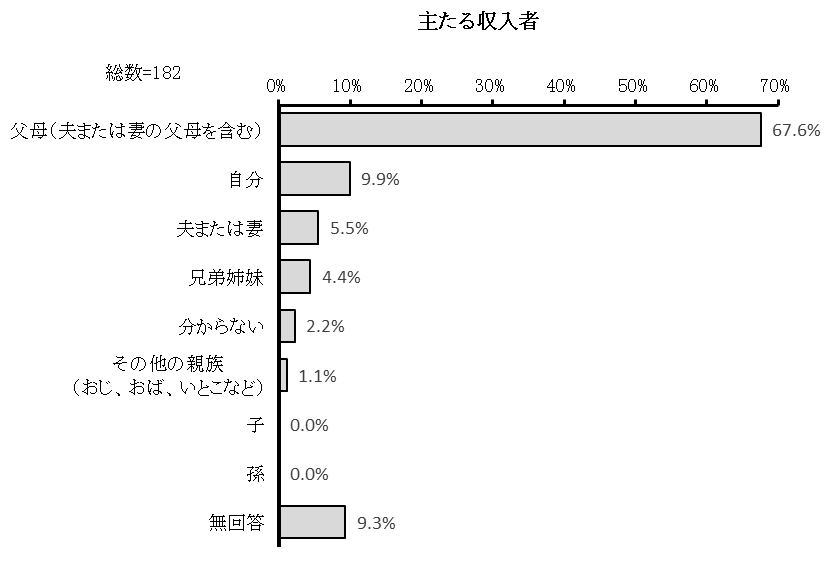 主たる収入者
総数=182
0% 10% 20% 30% 40% 50% 60% 70%
父母（夫または妻の父母を含む） 67.6%
自分 9.9%
夫または妻 5.5%
兄弟姉妹 4.4%
分からない 2.2%
その他の親族
（おじ、おば、いとこなど） 1.1%
子 0.0%
孫 0.0%
無回答 9.3%